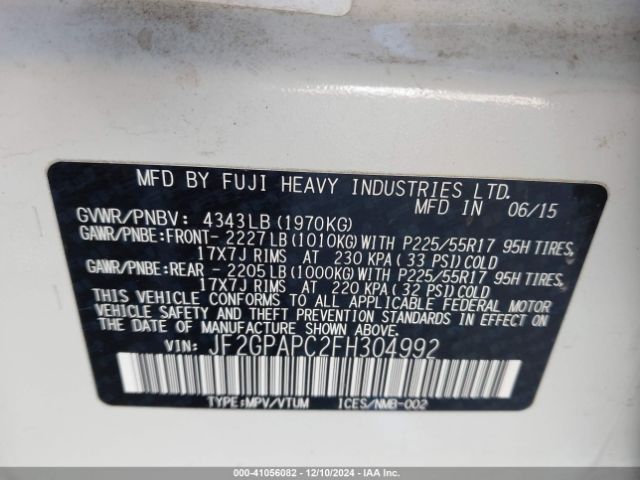 MFD BY FUJI HEAVY INDUSTRIES LTD.
MFD IN 06/15
GVWR/PNBV: 4343LB (1970KG)
GAWR/PNBE:FRONT- 2227LB (1010KG) WITH P225/55R17 95H TIRES,
17X7J RIMS AT 230 KPA ( 33 PSI) COLD
GAWR/PNBE:REAR - 2205LB (1000KG) WITH P225/55R17 95H TIRES,
17X7J RIMS AT 220 KPA ( 32 PSI) COLD
THIS VEHICLE CONFORMS TO ALL APPLICABLE FEDERAL MOTOR
VEHICLE SAFETY AND THEFT PREVENTION STANDARDS IN EFFECT ON
THE DATE OF MANUFACTURE SHOWN ABOVE.
VIN: JF2GPAPC2FH304992
TYPE:MPV/VTUM ICES/NMB-002
000-41056082 - 12/10/2024 - IAAI.COM